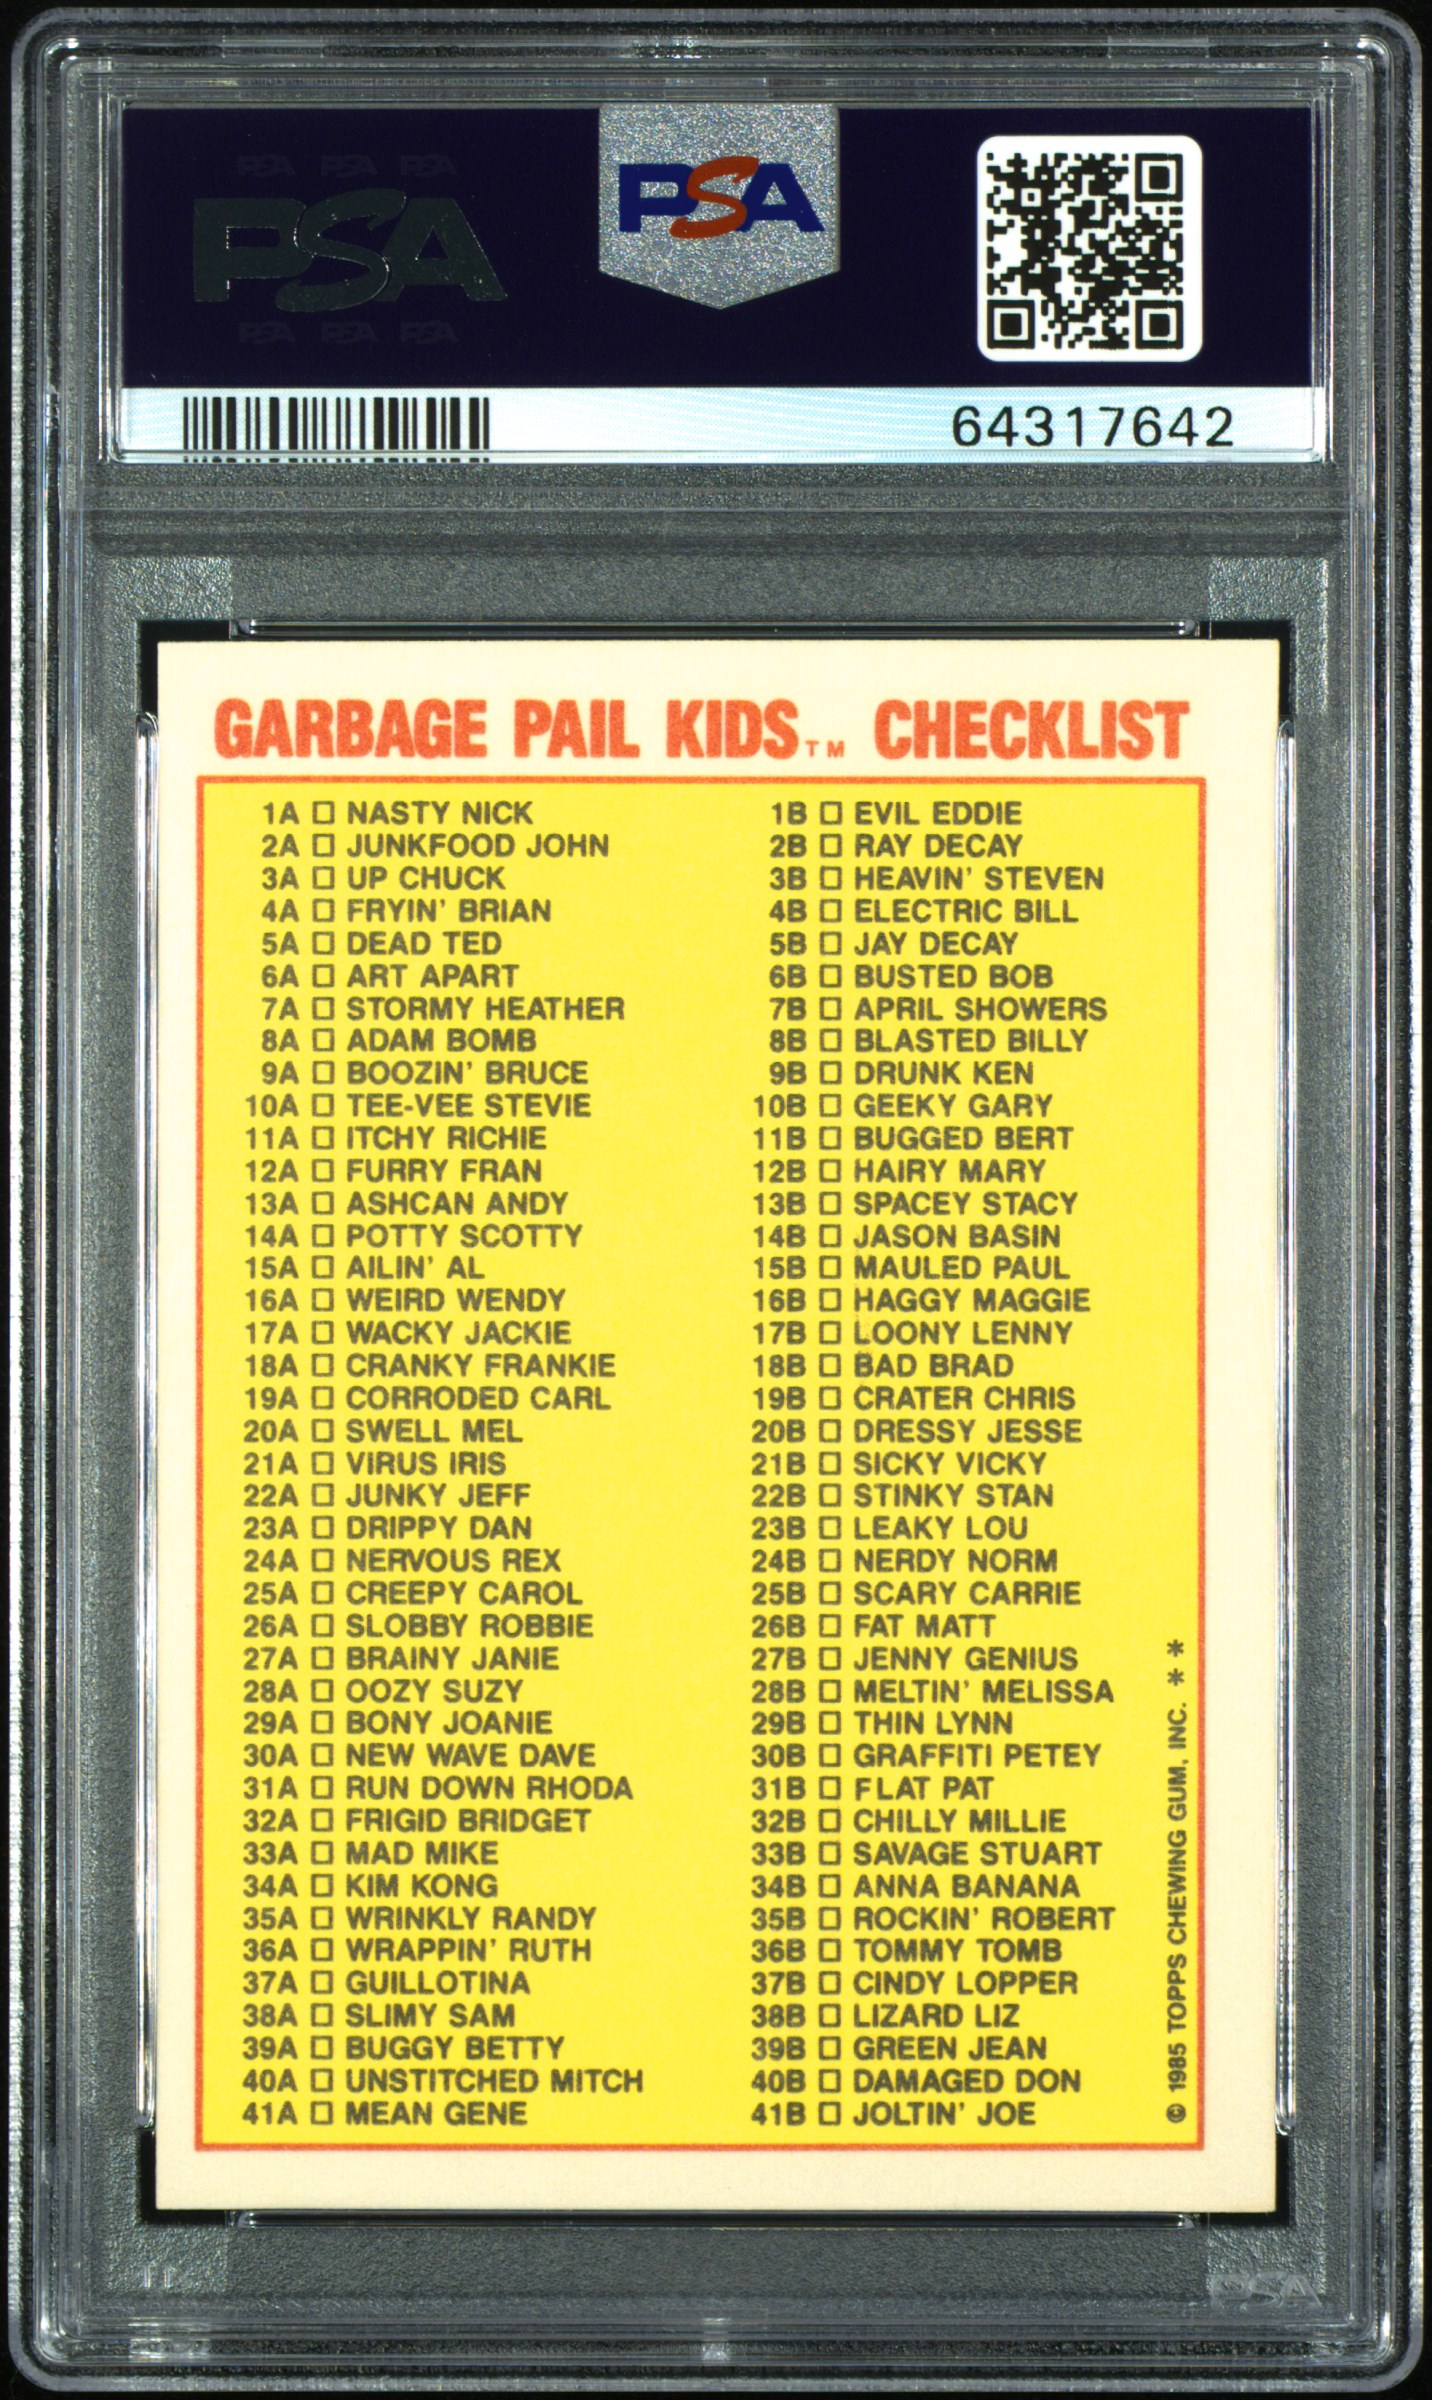 PSA PSA PSA
PSA
PSA PSA PSA
PSA
64317642
GARBAGE PAIL KIDS™ CHECKLIST
1A □ NASTY NICK
2A □ JUNKFOOD JOHN
3A □ UP CHUCK
4A □ FRYIN' BRIAN
5A □ DEAD TED
6A □ ART APART
7A □ STORMY HEATHER
8A □ ADAM BOMB
9A □ BOOZIN' BRUCE
10A □ TEE-VEE STEVIE
11A □ ITCHY RICHIE
12A □ FURRY FRAN
13A □ ASHCAN ANDY
14A □ POTTY SCOTTY
15A □ AILIN' AL
16A □ WEIRD WENDY
17A □ WACKY JACKIE
18A □ CRANKY FRANKIE
19A □ CORRODED CARL
20A □ SWELL MEL
21A □ VIRUS IRIS
22A □ JUNKY JEFF
23A □ DRIPPY DAN
24A □ NERVOUS REX
25A □ CREEPY CAROL
26A □ SLOBBY ROBBIE
27A □ BRAINY JANIE
28A □ OOZY SUZY
29A □ BONY JOANIE
30A □ NEW WAVE DAVE
31A □ RUN DOWN RHODA
32A □ FRIGID BRIDGET
33A □ MAD MIKE
34A □ KIM KONG
35A □ WRINKLY RANDY
36A □ WRAPPIN' RUTH
37A □ GUILLOTINA
38A □ SLIMY SAM
39A □ BUGGY BETTY
40A □ UNSTITCHED MITCH
41A □ MEAN GENE
1B □ EVIL EDDIE
2B □ RAY DECAY
3B □ HEAVIN' STEVEN
4B □ ELECTRIC BILL
5B □ JAY DECAY
6B □ BUSTED BOB
7B □ APRIL SHOWERS
8B □ BLASTED BILLY
9B □ DRUNK KEN
10B □ GEEKY GARY
11B □ BUGGED BERT
12B □ HAIRY MARY
13B □ SPACEY STACY
14B □ JASON BASIN
15B □ MAULED PAUL
16B □ HAGGY MAGGIE
17B □ LOONY LENNY
18B □ BAD BRAD
19B □ CRATER CHRIS
20B □ DRESSY JESSE
21B □ SICKY VICKY
22B □ STINKY STAN
23B □ LEAKY LOU
24B □ NERDY NORM
25B □ SCARY CARRIE
26B □ FAT MATT
27B □ JENNY GENIUS
28B □ MELTIN' MELISSA
29B □ THIN LYNN
30B □ GRAFFITI PETEY
31B □ FLAT PAT
32B □ CHILLY MILLIE
33B □ SAVAGE STUART
34B □ ANNA BANANA
35B □ ROCKIN' ROBERT
36B □ TOMMY TOMB
37B □ CINDY LOPPER
38B □ LIZARD LIZ
39B □ GREEN JEAN
40B □ DAMAGED DON
41B □ JOLTIN' JOE
© 1985 TOPPS CHEWING GUM, INC. * *
PSA